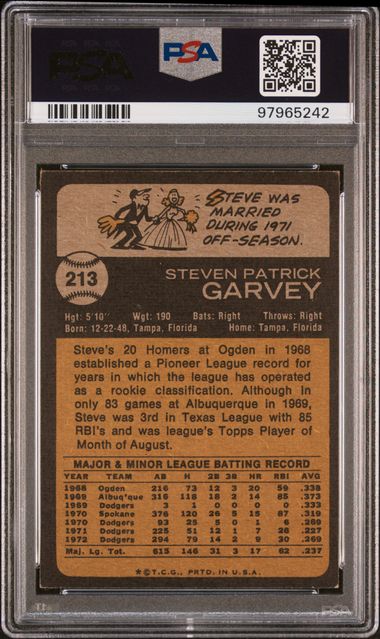 PSA
PSA
97965242
STEVE WAS
MARRIED
DURING 1971
OFF-SEASON.
213
STEVEN PATRICK
GARVEY
Hgt: 5'10" Wgt: 190 Bats: Right Throws: Right
Born: 12-22-48, Tampa, Florida Home: Tampa, Florida
Steve's 20 Homers at Ogden in 1968
established a Pioneer League record for
years in which the league has operated
as a rookie classification. Although in
only 83 games at Albuquerque in 1969,
Steve was 3rd in Texas League with 85
RBI's and was league's Topps Player of
Month of August.
MAJOR & MINOR LEAGUE BATTING RECORD
YEAR TEAM AB H 2B 3B HR RBI AVG
1968 Ogden 216 73 12 3 20 59 .338
1969 Albuq'que 316 118 18 2 14 85 .373
1969 Dodgers 3 1 0 0 0 0 .333
1970 Spokane 376 120 26 5 15 87 .319
1970 Dodgers 93 25 5 0 1 6 .269
1971 Dodgers 225 51 12 1 7 26 .227
1972 Dodgers 294 79 14 2 9 30 .269
Maj. Lg. Tot. 615 146 31 3 17 62 .237
*©T.C.G., PRTD. IN U.S.A.